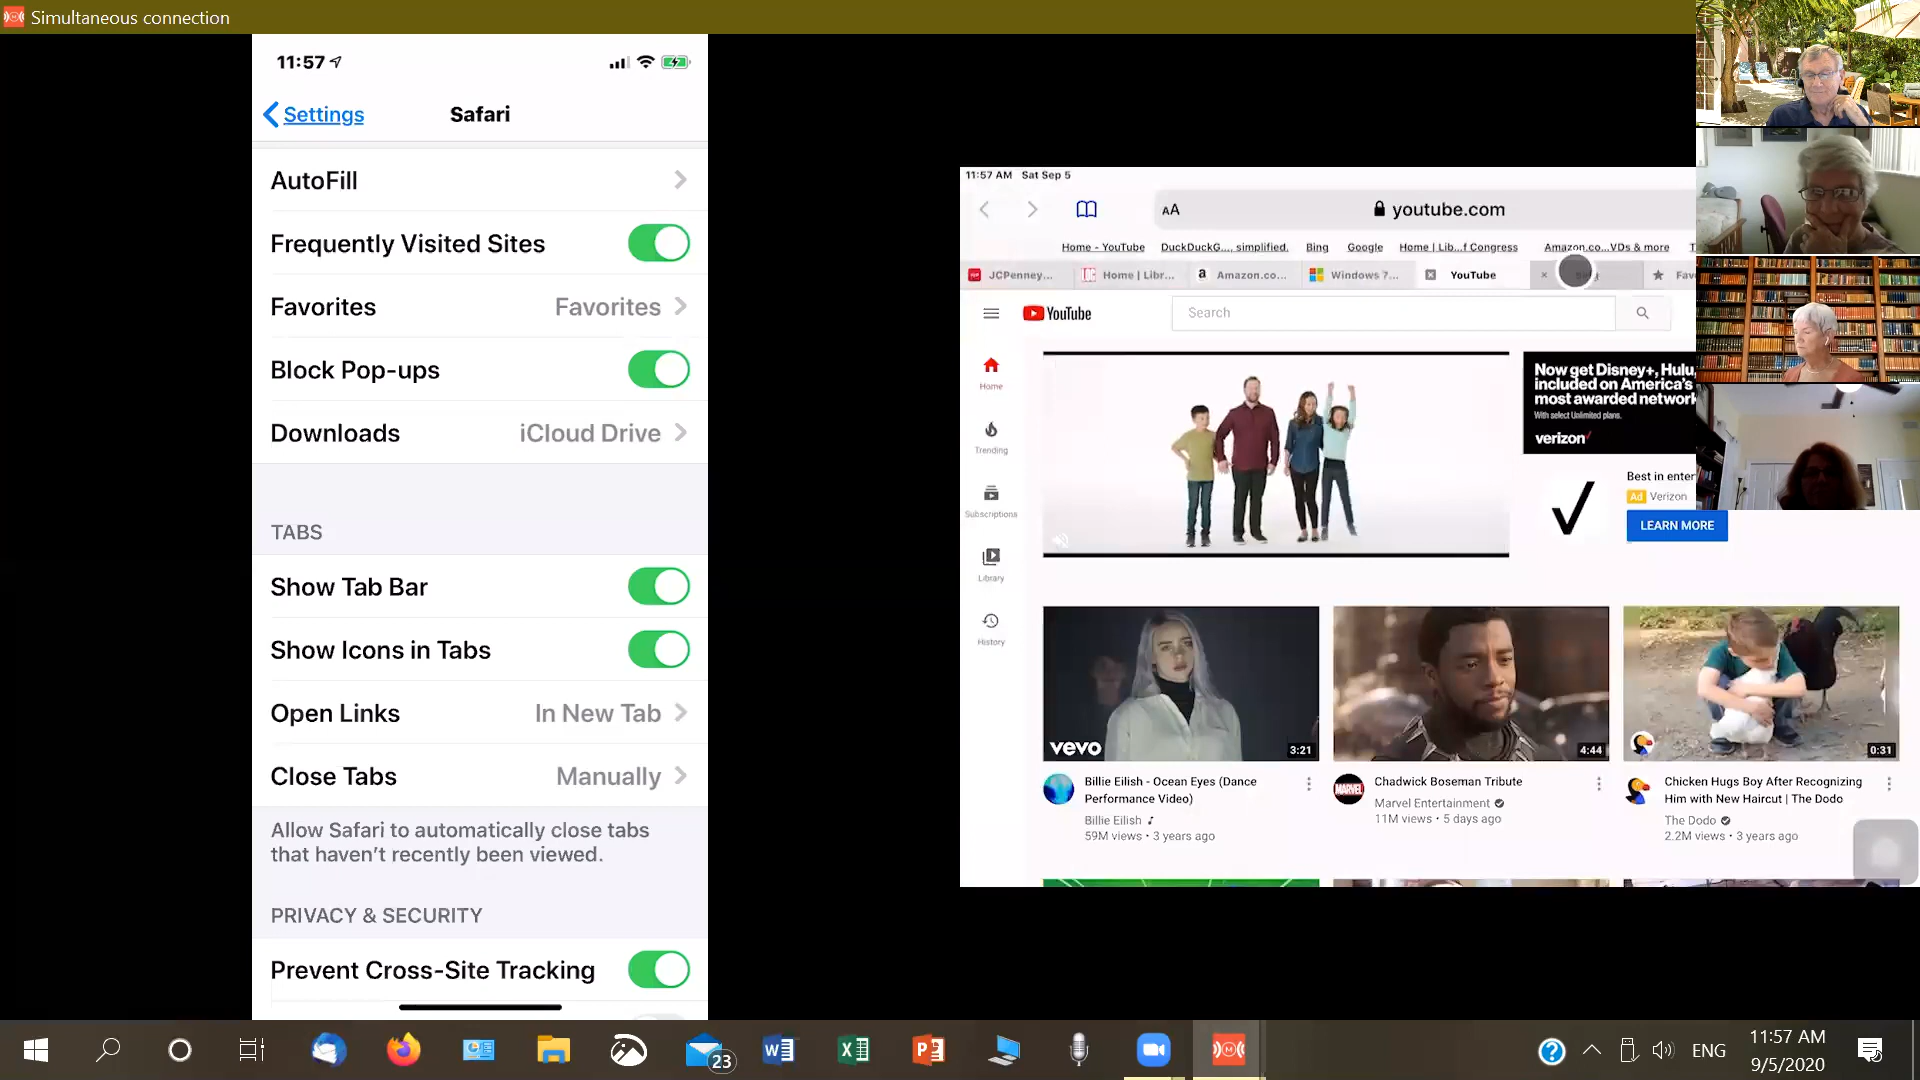 Simultaneous connection
11:57
Settings
Safari
AutoFill
Frequently Visited Sites
Favorites Favorites
Block Pop-ups
Downloads iCloud Drive
TABS
Show Tab Bar
Show Icons in Tabs
Open Links In New Tab
Close Tabs Manually
Allow Safari to automatically close tabs
that haven't recently been viewed.
PRIVACY & SECURITY
Prevent Cross-Site Tracking
11:57 AM Sat Sep 5
AA youtube.com
Home - YouTube DuckDuckG..., simplified. Bing Google Home | Lib...f Congress Amazon.co...VDs & more T
JCPenney... Home | Libr... a Amazon.co... Windows 7... YouTube Fav
YouTube Search
Home
Trending
Subscriptions
Library
History
Now get Disney+, Hulu,
included on America's
most awarded network
With select Unlimited plans.
verizon
Best in enter
Ad Verizon
LEARN MORE
vevo 3:21
Billie Eilish - Ocean Eyes (Dance
Performance Video)
Billie Eilish
59M views • 3 years ago
4:44
MARVEL
Chadwick Boseman Tribute
Marvel Entertainment
11M views • 5 days ago
0:31
Chicken Hugs Boy After Recognizing
Him with New Haircut | The Dodo
The Dodo
2.2M views • 3 years ago
23 ENG 11:57 AM
9/5/2020